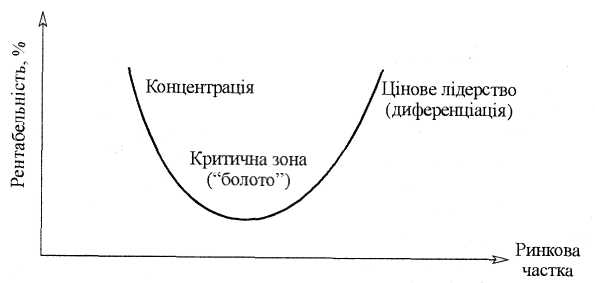 Рентабельність, %
Концентрація
Цінове лідерство
(диференціація)
Критична зона
(“болото”)
Ринкова
частка